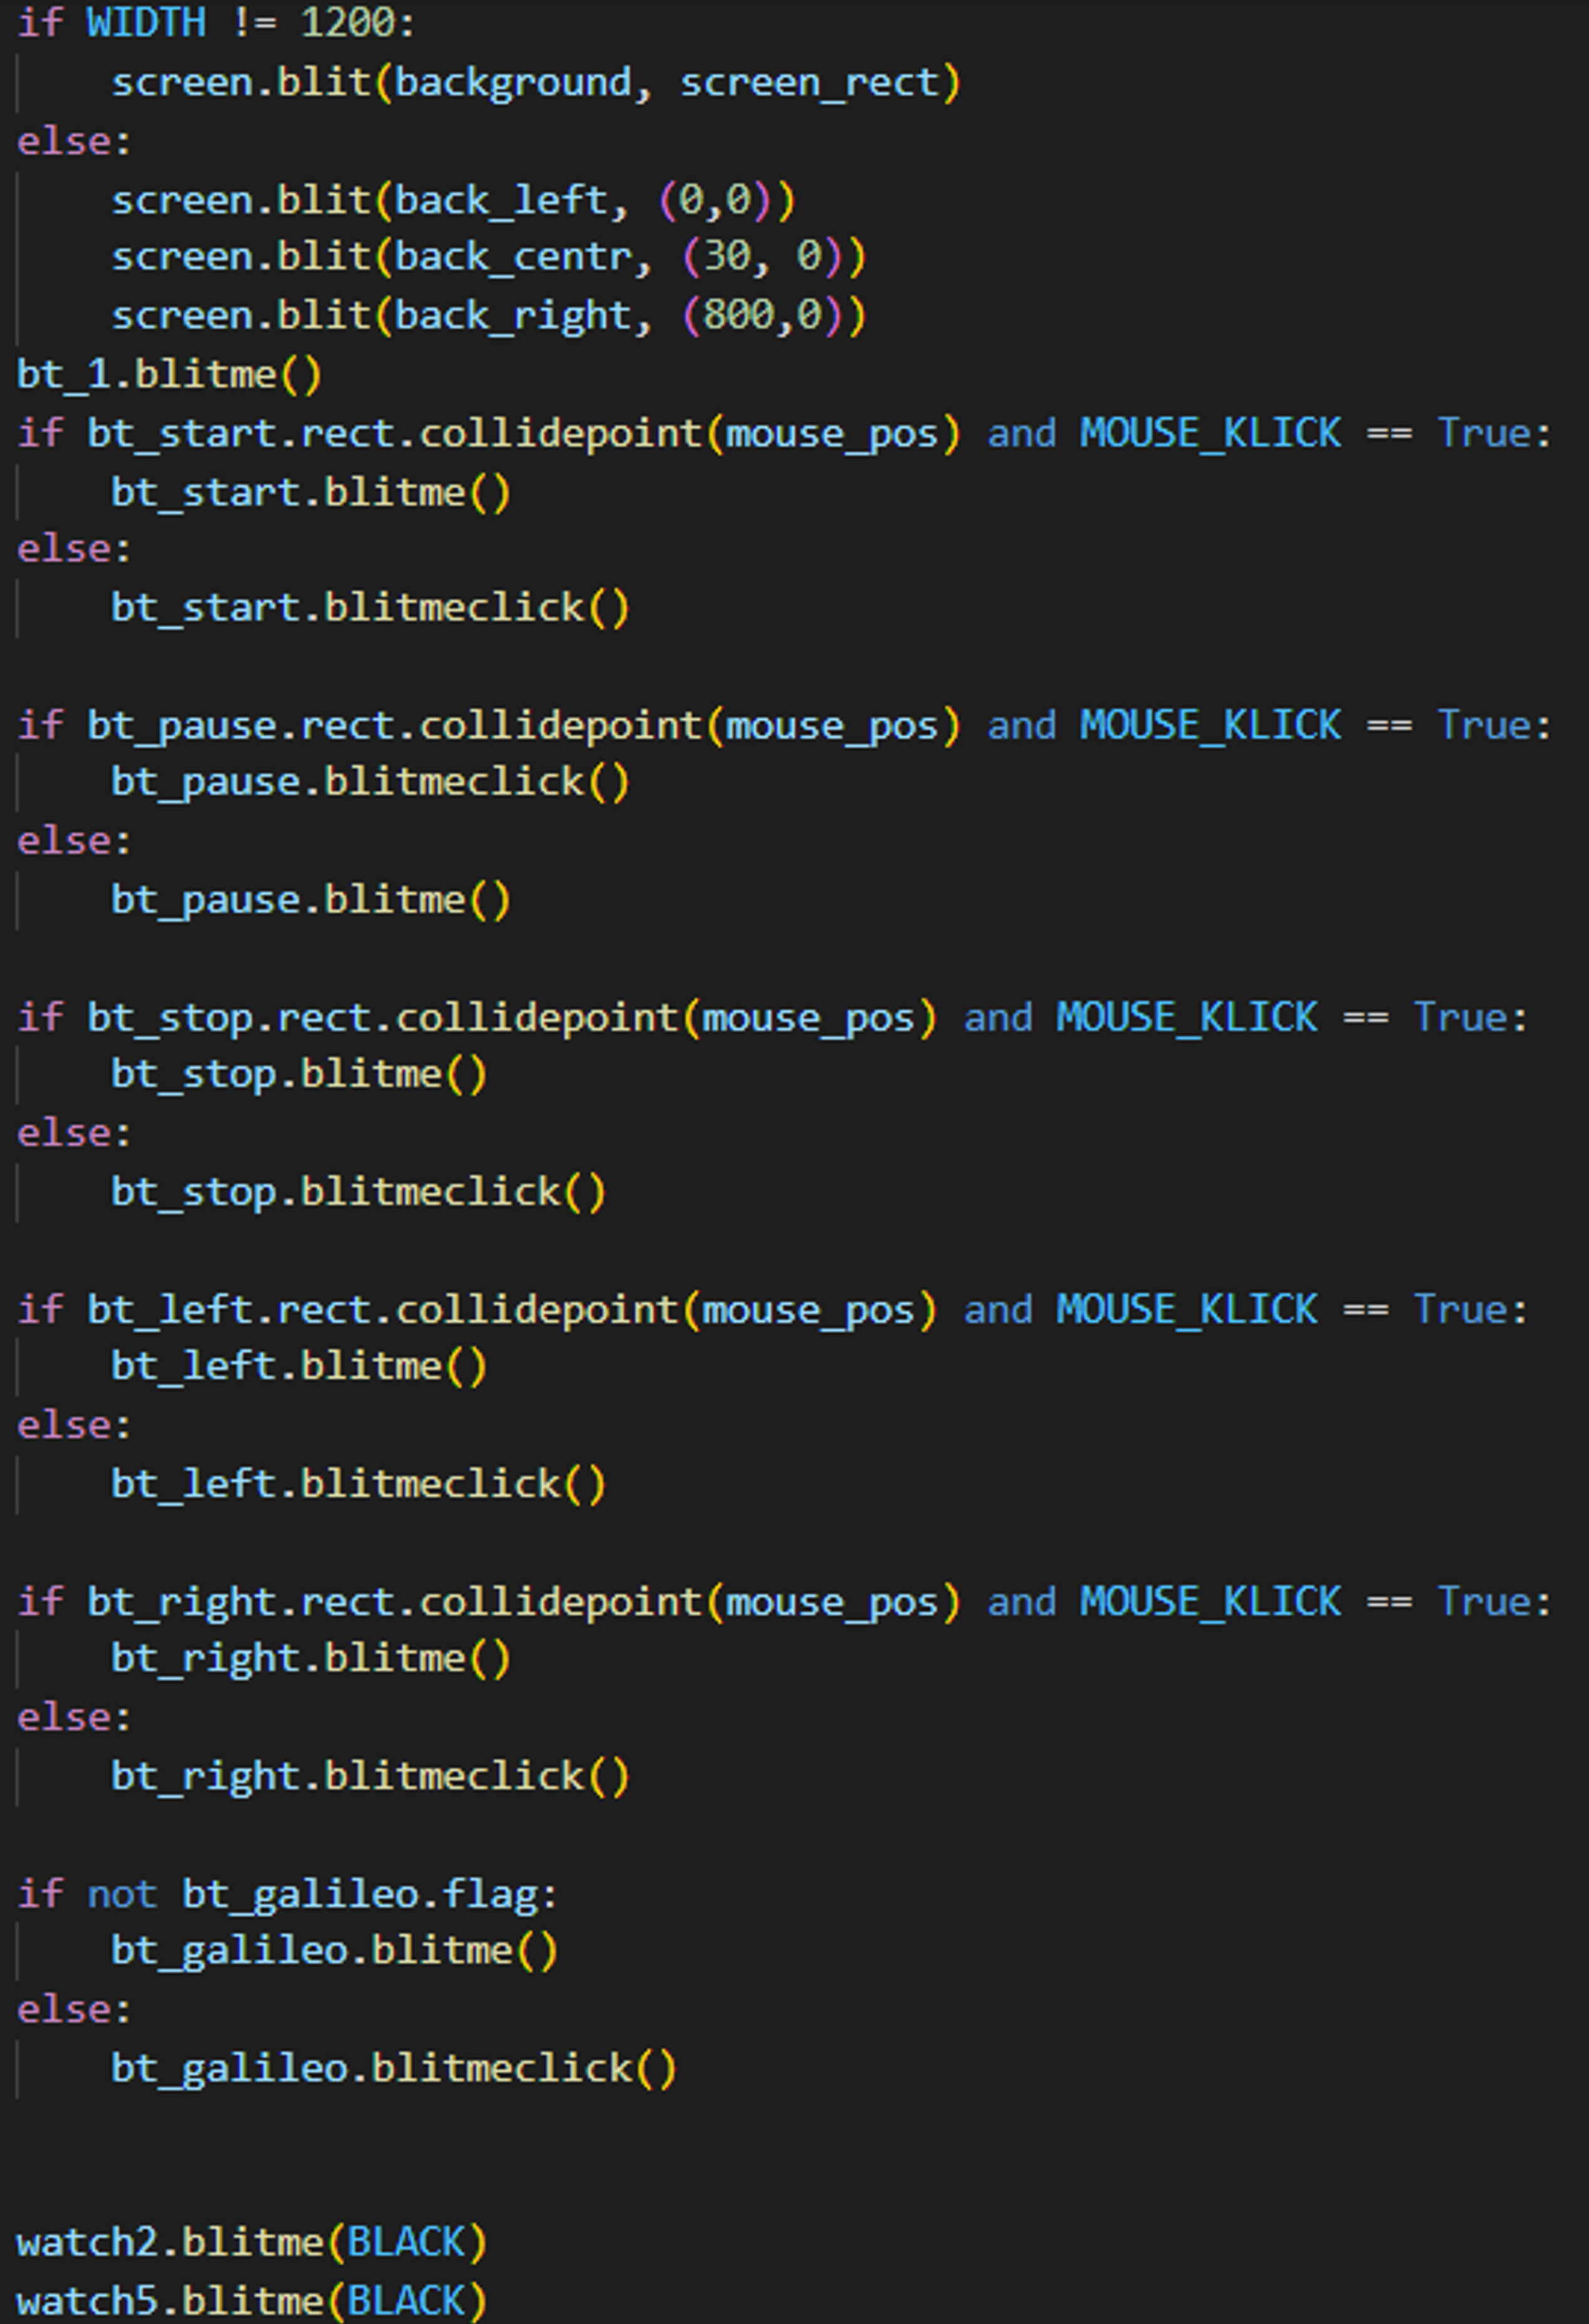 if WIDTH != 1200:
    screen.blit(background, screen_rect)
else:
    screen.blit(back_left, (0,0))
    screen.blit(back_centr, (30, 0))
    screen.blit(back_right, (800,0))
bt_1.blitme()
if bt_start.rect.collidepoint(mouse_pos) and MOUSE_KLICK == True:
    bt_start.blitme()
else:
    bt_start.blitmeclick()

if bt_pause.rect.collidepoint(mouse_pos) and MOUSE_KLICK == True:
    bt_pause.blitmeclick()
else:
    bt_pause.blitme()

if bt_stop.rect.collidepoint(mouse_pos) and MOUSE_KLICK == True:
    bt_stop.blitme()
else:
    bt_stop.blitmeclick()

if bt_left.rect.collidepoint(mouse_pos) and MOUSE_KLICK == True:
    bt_left.blitme()
else:
    bt_left.blitmeclick()

if bt_right.rect.collidepoint(mouse_pos) and MOUSE_KLICK == True:
    bt_right.blitme()
else:
    bt_right.blitmeclick()

if not bt_galileo.flag:
    bt_galileo.blitme()
else:
    bt_galileo.blitmeclick()


watch2.blitme(BLACK)
watch5.blitme(BLACK)